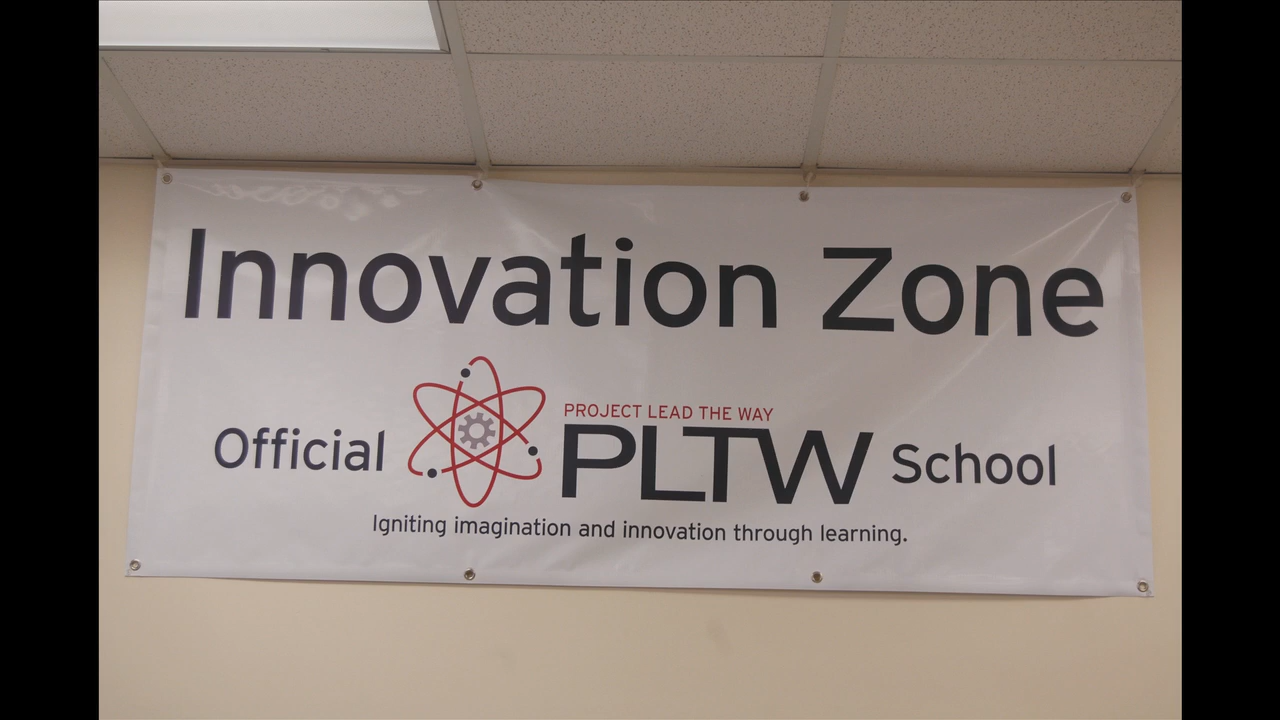 Innovation Zone
PROJECT LEAD THE WAY
Official PLTW School
Igniting imagination and innovation through learning.